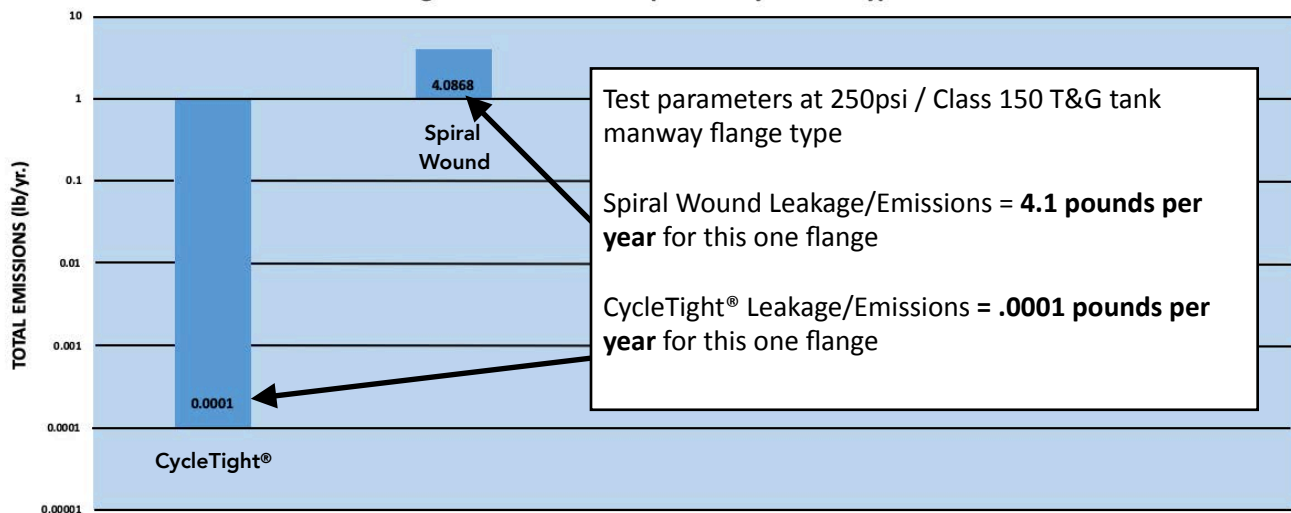 10
1
0.1
0.01
0.001
0.0001
0.00001
TOTAL EMISSIONS (lb/yr.)
4.0868
Spiral
Wound
0.0001
CycleTight®
Test parameters at 250psi / Class 150 T&G tank
manway flange type
Spiral Wound Leakage/Emissions = 4.1 pounds per
year for this one flange
CycleTight® Leakage/Emissions = .0001 pounds per
year for this one flange